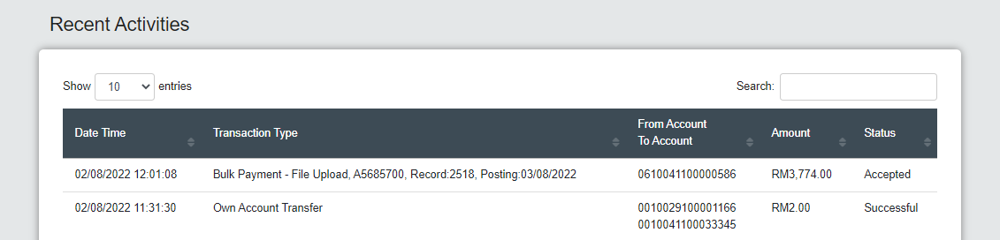 Recent Activities
Show 10 entries Search:
Date Time Transaction Type From Account To Account Amount Status
02/08/2022 12:01:08 Bulk Payment - File Upload, A5685700, Record:2518, Posting:03/08/2022 0610041100000586 RM3,774.00 Accepted
02/08/2022 11:31:30 Own Account Transfer 0010029100001166 RM2.00 Successful
0010041100033345